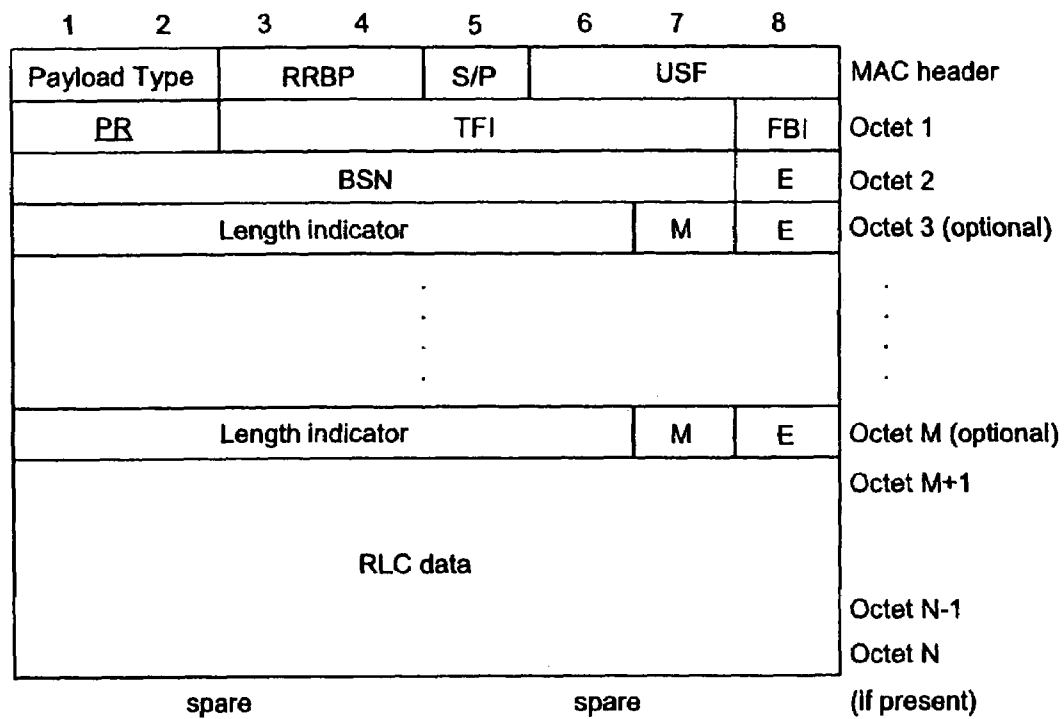 1 2 3 4 5 6 7 8
Payload Type RRBP S/P USF MAC header
PR TFI FBI Octet 1
BSN E Octet 2
Length indicator M E Octet 3 (optional)
Length indicator M E Octet M (optional)
Octet M+1
RLC data
Octet N-1
Octet N
spare spare (if present)